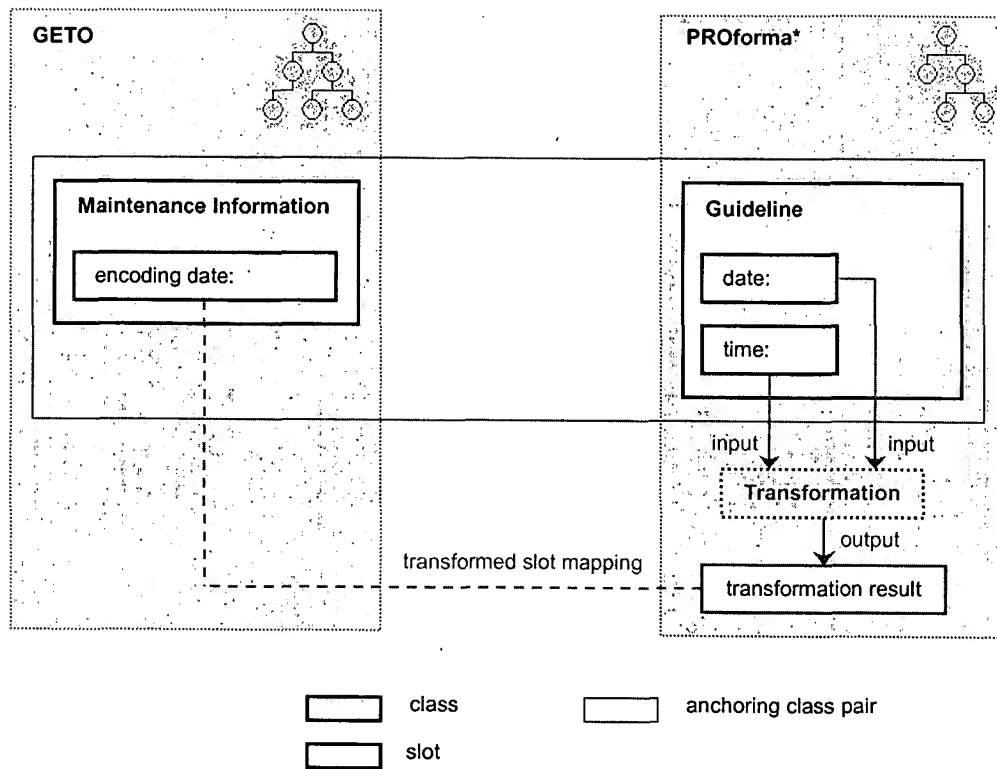 GETO
PROforma*
Maintenance Information
encoding date:
Guideline
date:
time:
input
input
Transformation
output
transformed slot mapping
transformation result
class
anchoring class pair
slot